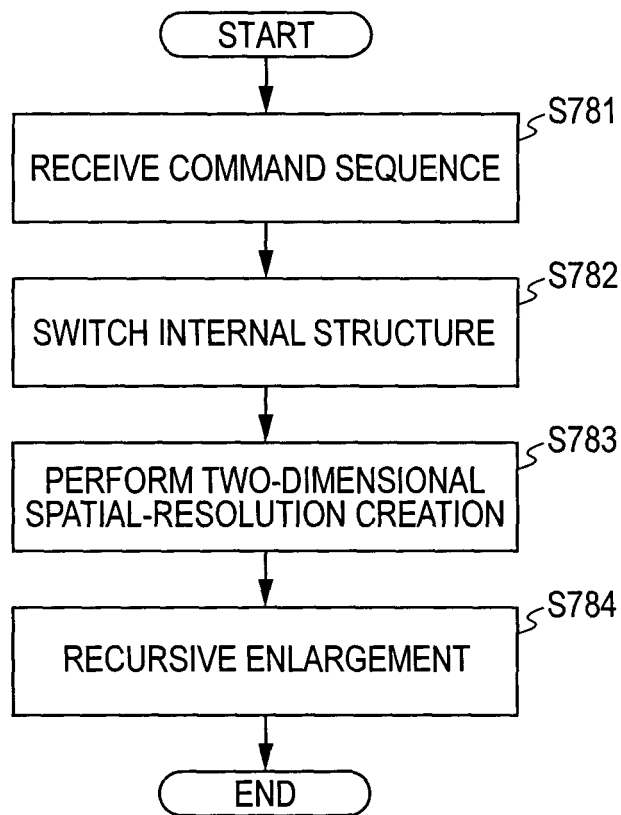 START
S781
RECEIVE COMMAND SEQUENCE
S782
SWITCH INTERNAL STRUCTURE
S783
PERFORM TWO-DIMENSIONAL
SPATIAL-RESOLUTION CREATION
S784
RECURSIVE ENLARGEMENT
END